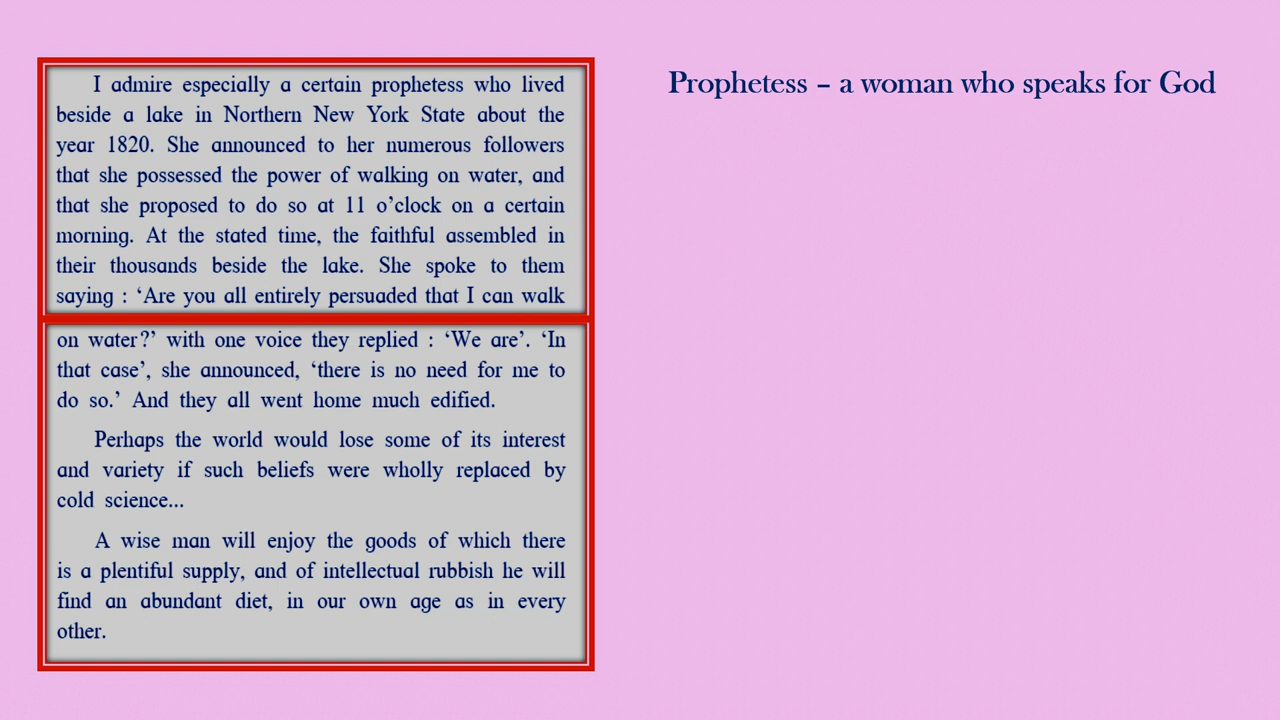 I admire especially a certain prophetess who lived
beside a lake in Northern New York State about the
year 1820. She announced to her numerous followers
that she possessed the power of walking on water, and
that she proposed to do so at 11 o’clock on a certain
morning. At the stated time, the faithful assembled in
their thousands beside the lake. She spoke to them
saying : ‘Are you all entirely persuaded that I can walk
on water?’ with one voice they replied : ‘We are’. ‘In
that case’, she announced, ‘there is no need for me to
do so.’ And they all went home much edified.
Perhaps the world would lose some of its interest
and variety if such beliefs were wholly replaced by
cold science...
A wise man will enjoy the goods of which there
is a plentiful supply, and of intellectual rubbish he will
find an abundant diet, in our own age as in every
other.
Prophetess – a woman who speaks for God